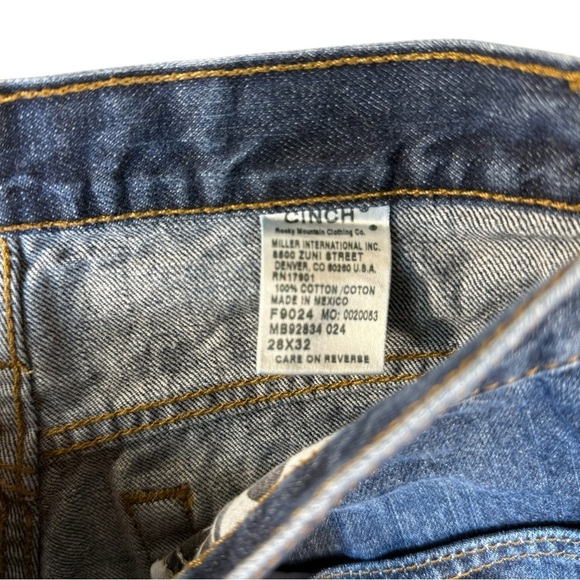 CINCH®
Rocky Mountain Clothing Co. ®
MILLER INTERNATIONAL INC.
8500 ZUNI STREET
DENVER, CO 80260 U.S.A.
RN17901
100% COTTON / COTON
MADE IN MEXICO
F9024 MO: 0020083
MB92834 024
28X32
CARE ON REVERSE